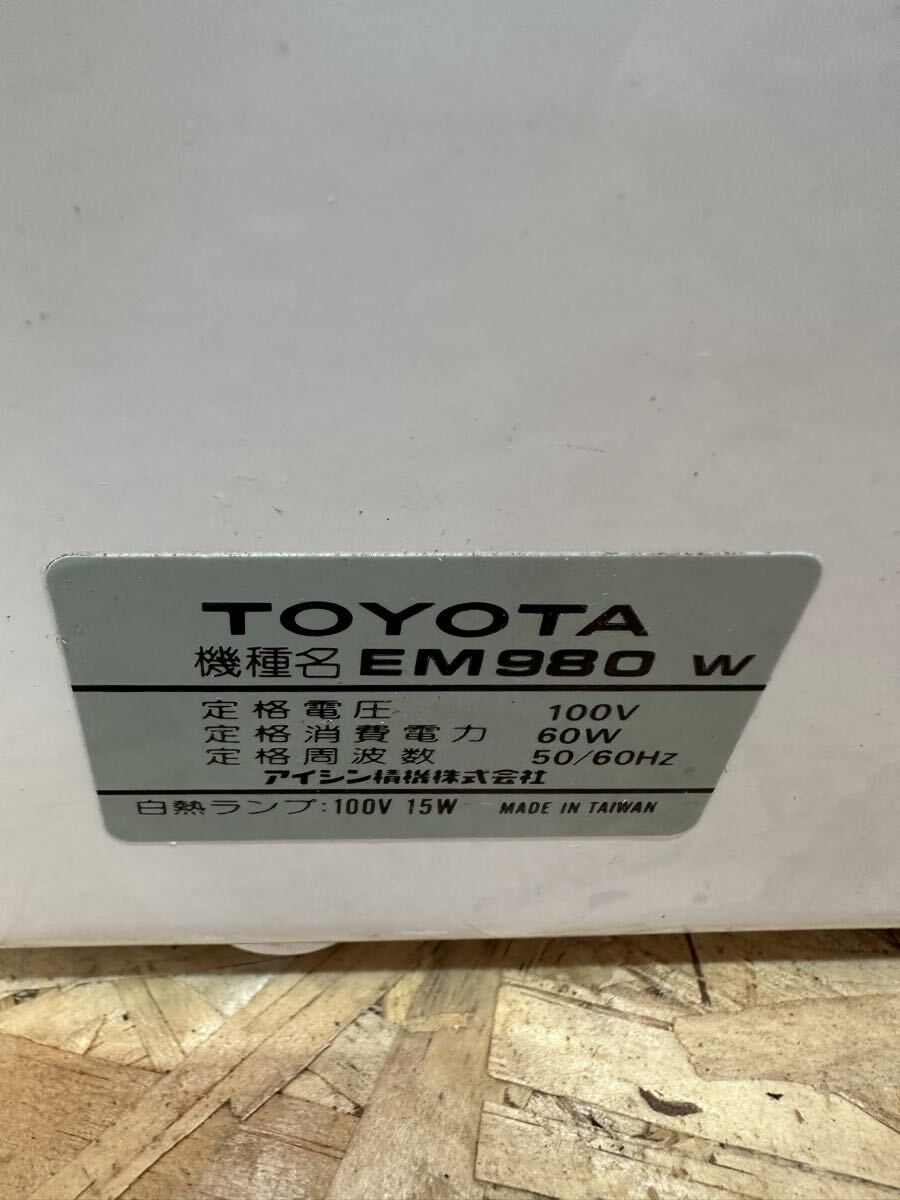 TOYOTA
機種名 EM980 W
定格電圧 100V
定格消費電力 60W
定格周波数 50/60Hz
アイシン精機株式会社
白熱ランプ:100V 15W MADE IN TAIWAN